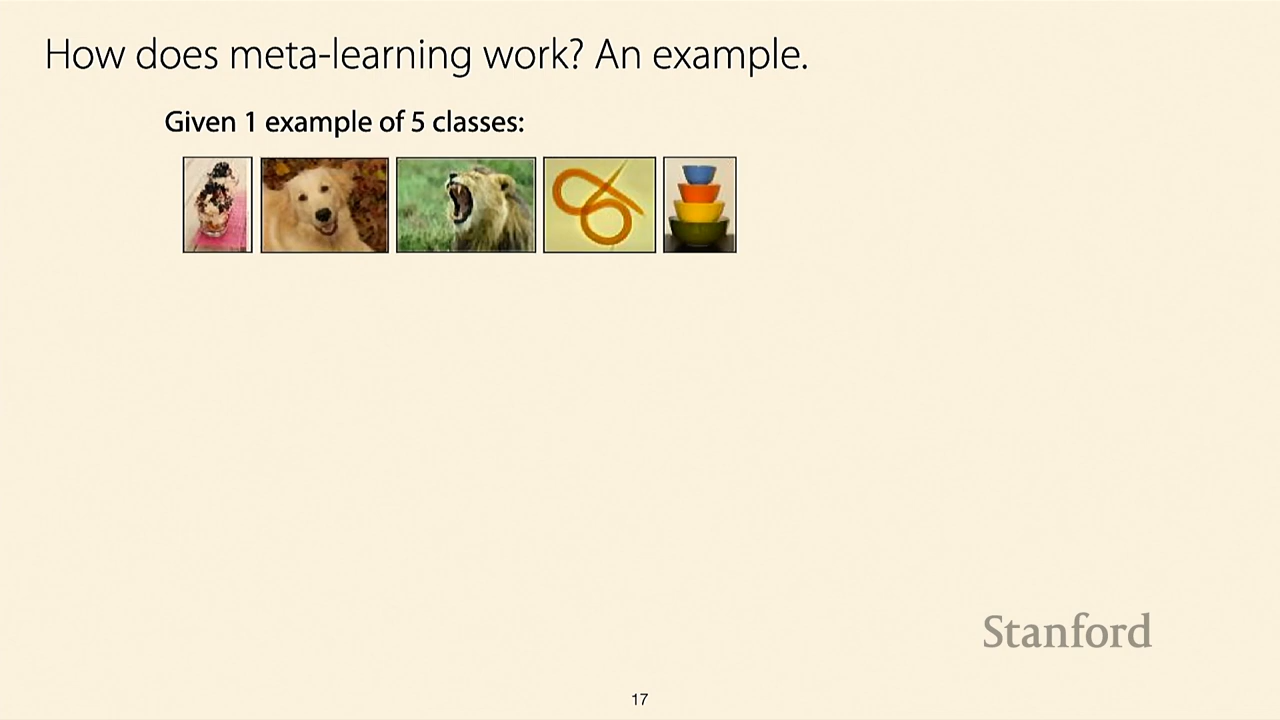 How does meta-learning work? An example.
Given 1 example of 5 classes:
Stanford
17